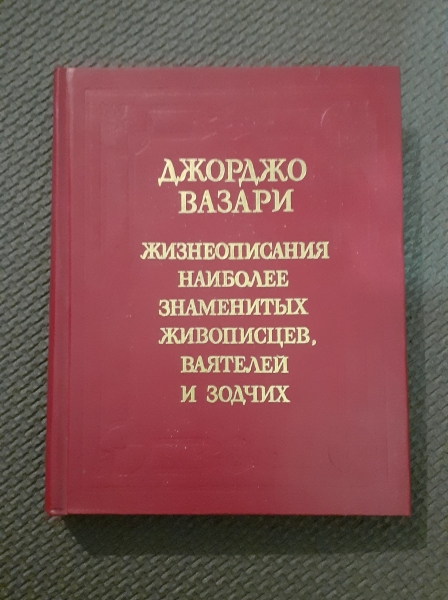 ДЖОРДЖО
ВАЗАРИ
ЖИЗНЕОПИСАНИЯ
НАИБОЛЕЕ
ЗНАМЕНИТЫХ
ЖИВОПИСЦЕВ,
ВАЯТЕЛЕЙ
И ЗОДЧИХ